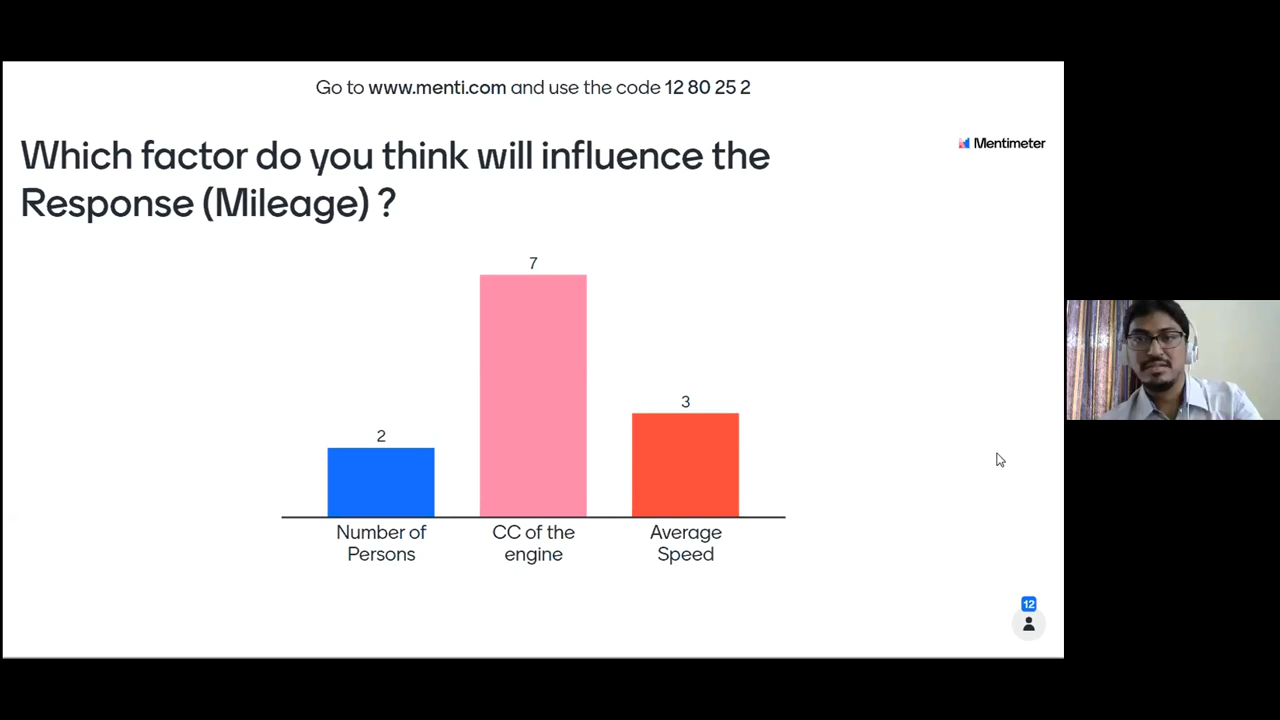 Go to www.menti.com and use the code 12 80 25 2
Mentimeter
Which factor do you think will influence the
Response (Mileage) ?
7
3
2
Number of
Persons
CC of the
engine
Average
Speed
12